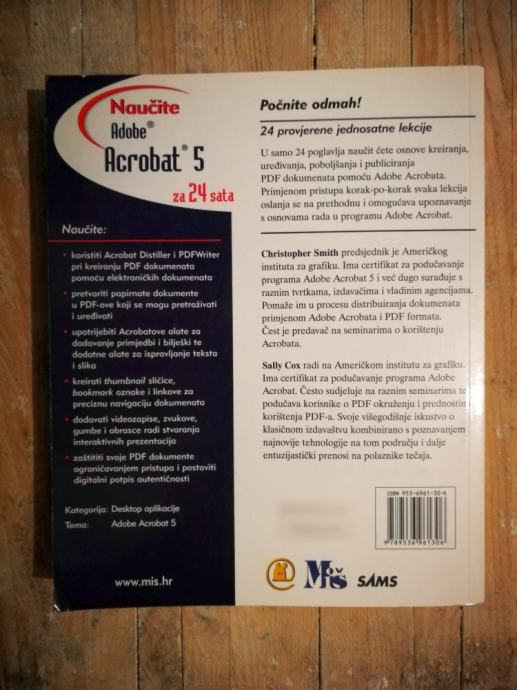 Naučite
Adobe®
Acrobat® 5
za 24 sata
Naučite:
• koristiti Acrobat Distiller i PDFWriter
pri kreiranju PDF dokumenata
pomoću elektroničkih dokumenata
• pretvoriti papirnate dokumente
u PDF-ove koji se mogu pretraživati
i uređivati
• upotrijebiti Acrobatove alate za
dodavanje primjedbi i bilješki te
dodatne alate za ispravljanje teksta
i slika
• kreirati thumbnail sličice,
bookmark oznake i linkove za
preciznu navigaciju dokumenata
• dodavati videozapise, zvukove,
gumbe i obrasce radi stvaranja
interaktivnih prezentacija
• zaštititi svoje PDF dokumente
ograničavanjem pristupa i postaviti
digitalni potpis autentičnosti
Kategorija: Desktop aplikacije
Tema: Adobe Acrobat 5
www.mis.hr
Počnite odmah!
24 provjerene jednosatne lekcije
U samo 24 poglavlja naučit ćete osnove kreiranja,
uređivanja, poboljšanja i publiciranja
PDF dokumenata pomoću Adobe Acrobata.
Primjenom pristupa korak-po-korak svaka lekcija
oslanja se na prethodnu i omogućava upoznavanje
s osnovama rada u programu Adobe Acrobat.
Christopher Smith predsjednik je Američkog
instituta za grafiku. Ima certifikat za podučavanje
programa Adobe Acrobat 5 i već dugo surađuje s
raznim tvrtkama, izdavačima i vladinim agencijama.
Pomaže im u procesu distribuiranja dokumenata
primjenom Adobe Acrobata i PDF formata.
Čest je predavač na seminarima o korištenju
Acrobata.
Sally Cox radi na Američkom institutu za grafiku.
Ima certifikat za podučavanje programa Adobe
Acrobat. Često sudjeluje na raznim seminarima te
podučava korisnike o PDF okruženju i prednostima
korištenja PDF-a. Svoje višegodišnje iskustvo u
klasičnom izdavaštvu kombinirano s poznavanjem
najnovije tehnologije na tom području i dalje
entuzijastički prenosi na polaznike tečaja.
ISBN 953-6961-30-X
9 789536 961306
Miš
SAMS